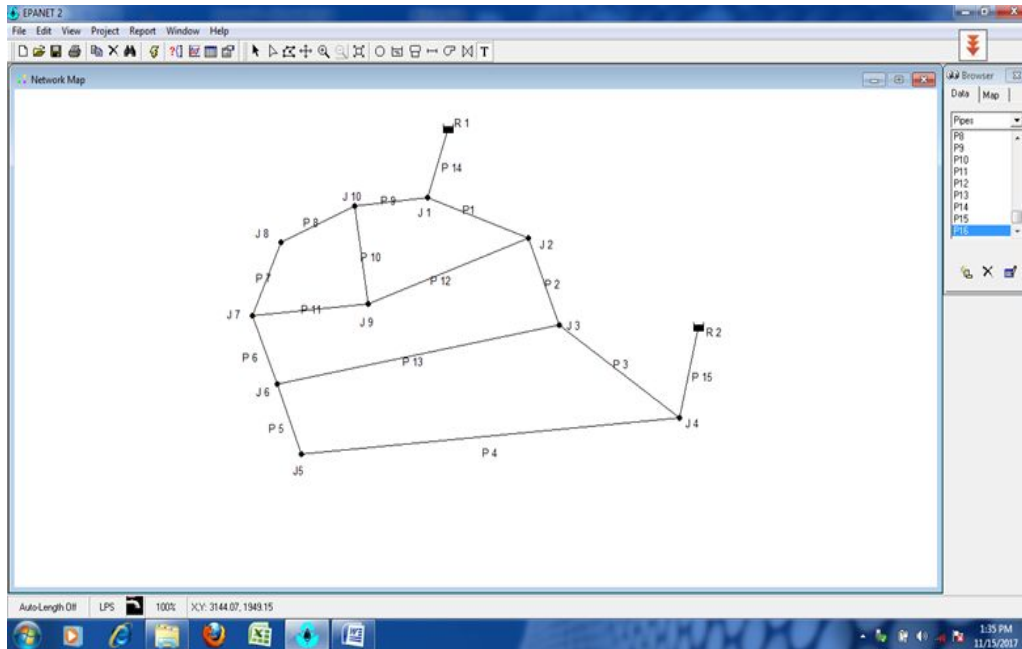 EPANET 2
File Edit View Project Report Window Help
Network Map
Browser
Data Map
Pipes
P8
P9
P10
P11
P12
P13
P14
P15
P16
R 1
P 14
J 10
P 9
J 1
P1
P 8
J 8
J 2
P 10
P 12
P 7
P 2
P 11
J 7
J 9
J 3
R 2
P 6
P 13
P 3
P 15
J 6
J 4
P 5
P 4
J5
Auto-Length Off LPS 100% X,Y: 3144.07, 1949.15
1:35 PM
11/15/2017